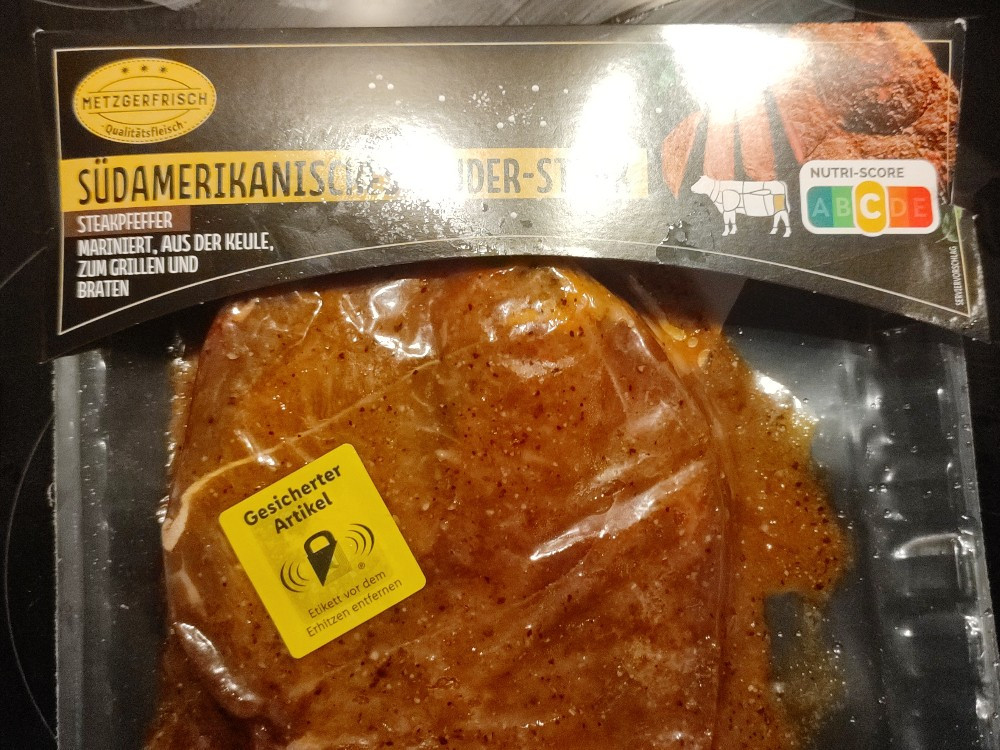 METZGERFRISCH
Qualitätsfleisch
SÜDAMERIKANISCHE
STEAKPFEFFER
MARINIERT, AUS DER KEULE,
ZUM GRILLEN UND
BRATEN
NUTRI-SCORE
A B C D E
SERVIERVORSCHLAG
Gesicherter
Artikel
®
Etikett vor dem
Erhitzen entfernen